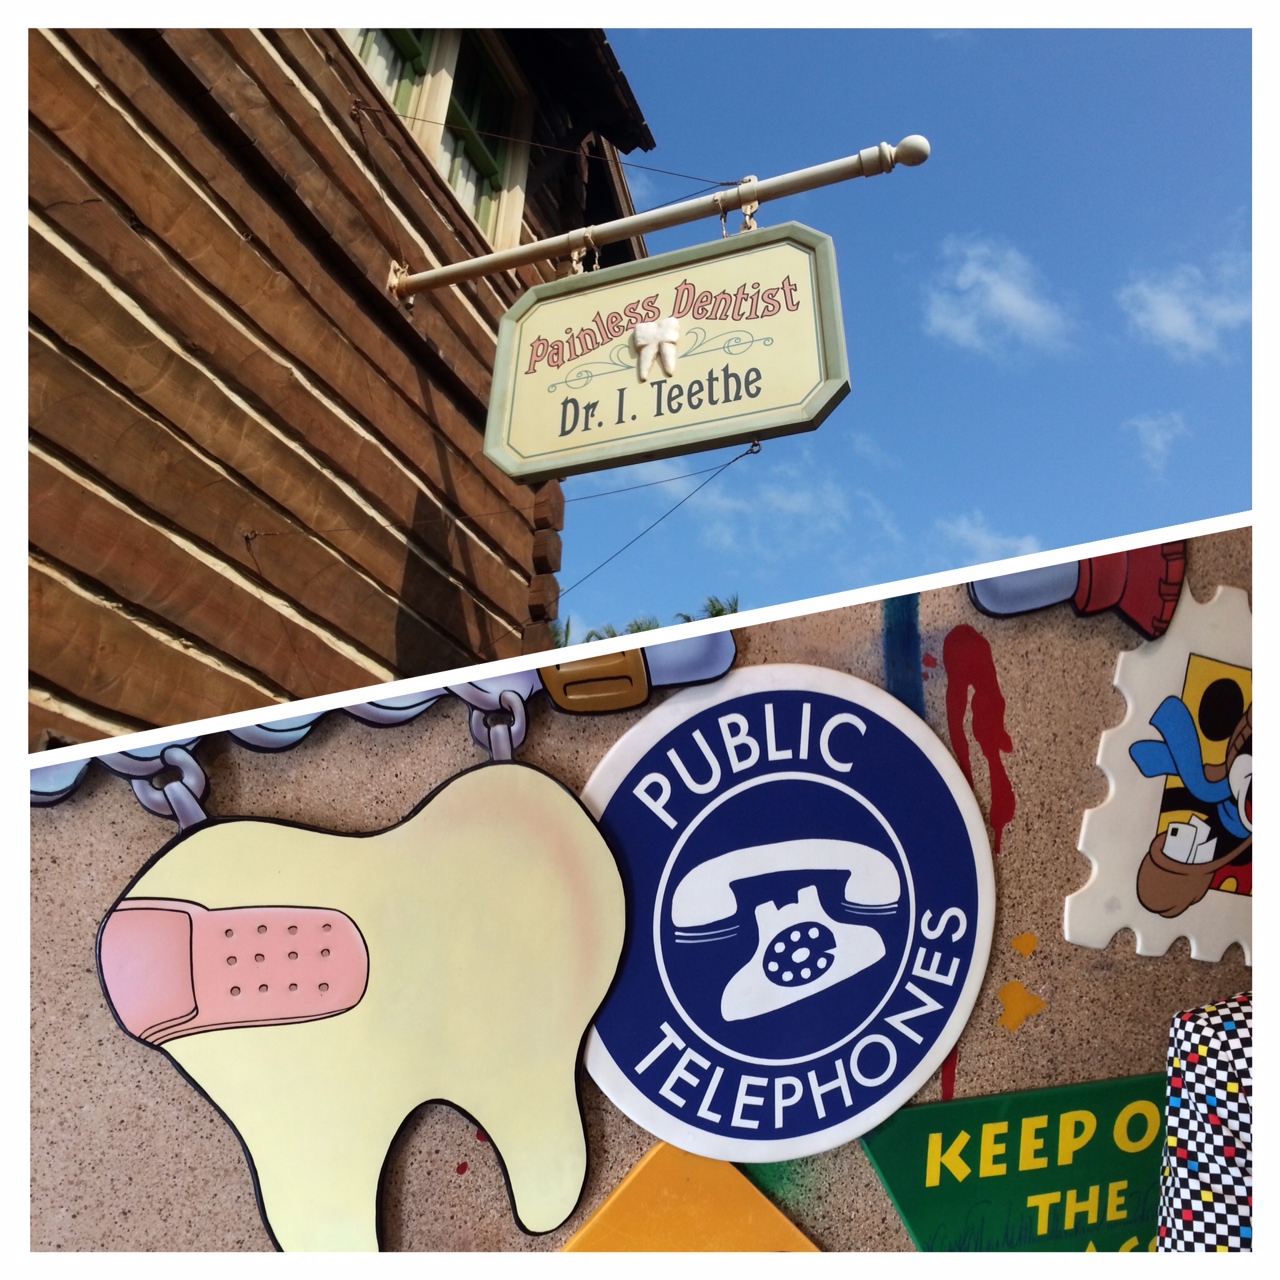 Painless Dentist
Dr. I. Teethe
PUBLIC
TELEPHONES
KEEP O
THE